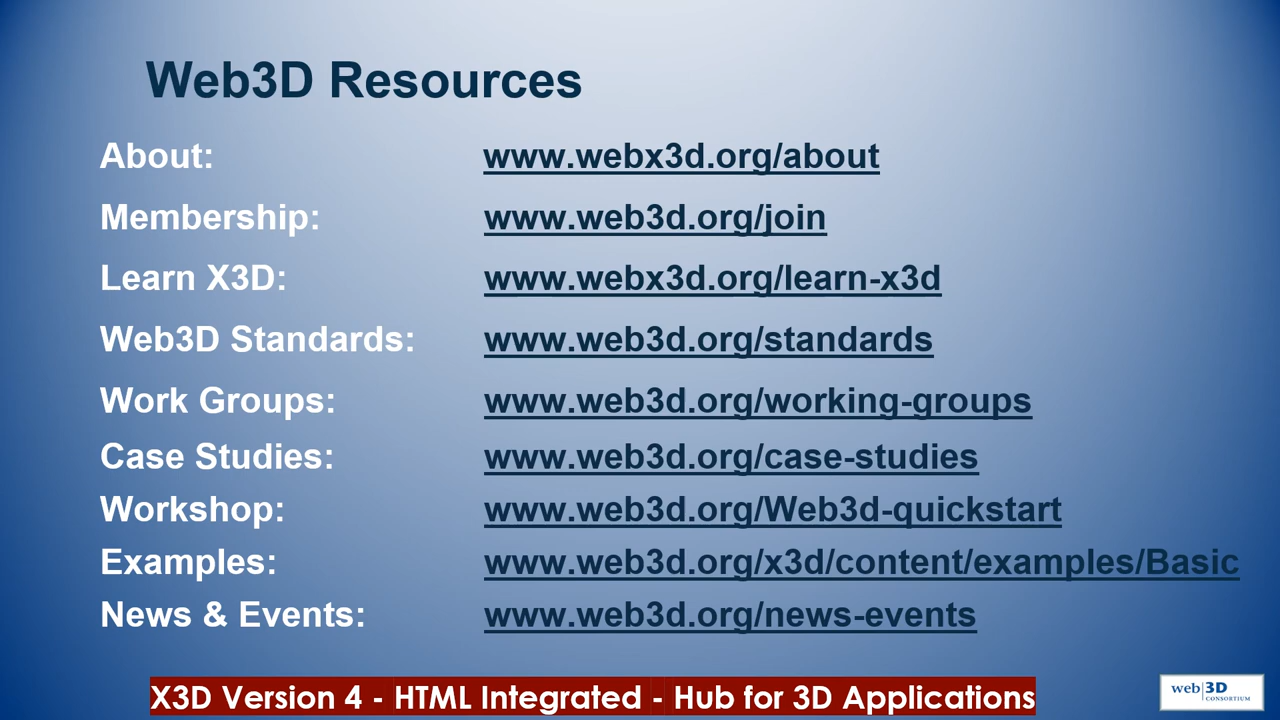 Web3D Resources
About: www.webx3d.org/about
Membership: www.web3d.org/join
Learn X3D: www.webx3d.org/learn-x3d
Web3D Standards: www.web3d.org/standards
Work Groups: www.web3d.org/working-groups
Case Studies: www.web3d.org/case-studies
Workshop: www.web3d.org/Web3d-quickstart
Examples: www.web3d.org/x3d/content/examples/Basic
News & Events: www.web3d.org/news-events
X3D Version 4 - HTML Integrated - Hub for 3D Applications
web|3D
CONSORTIUM